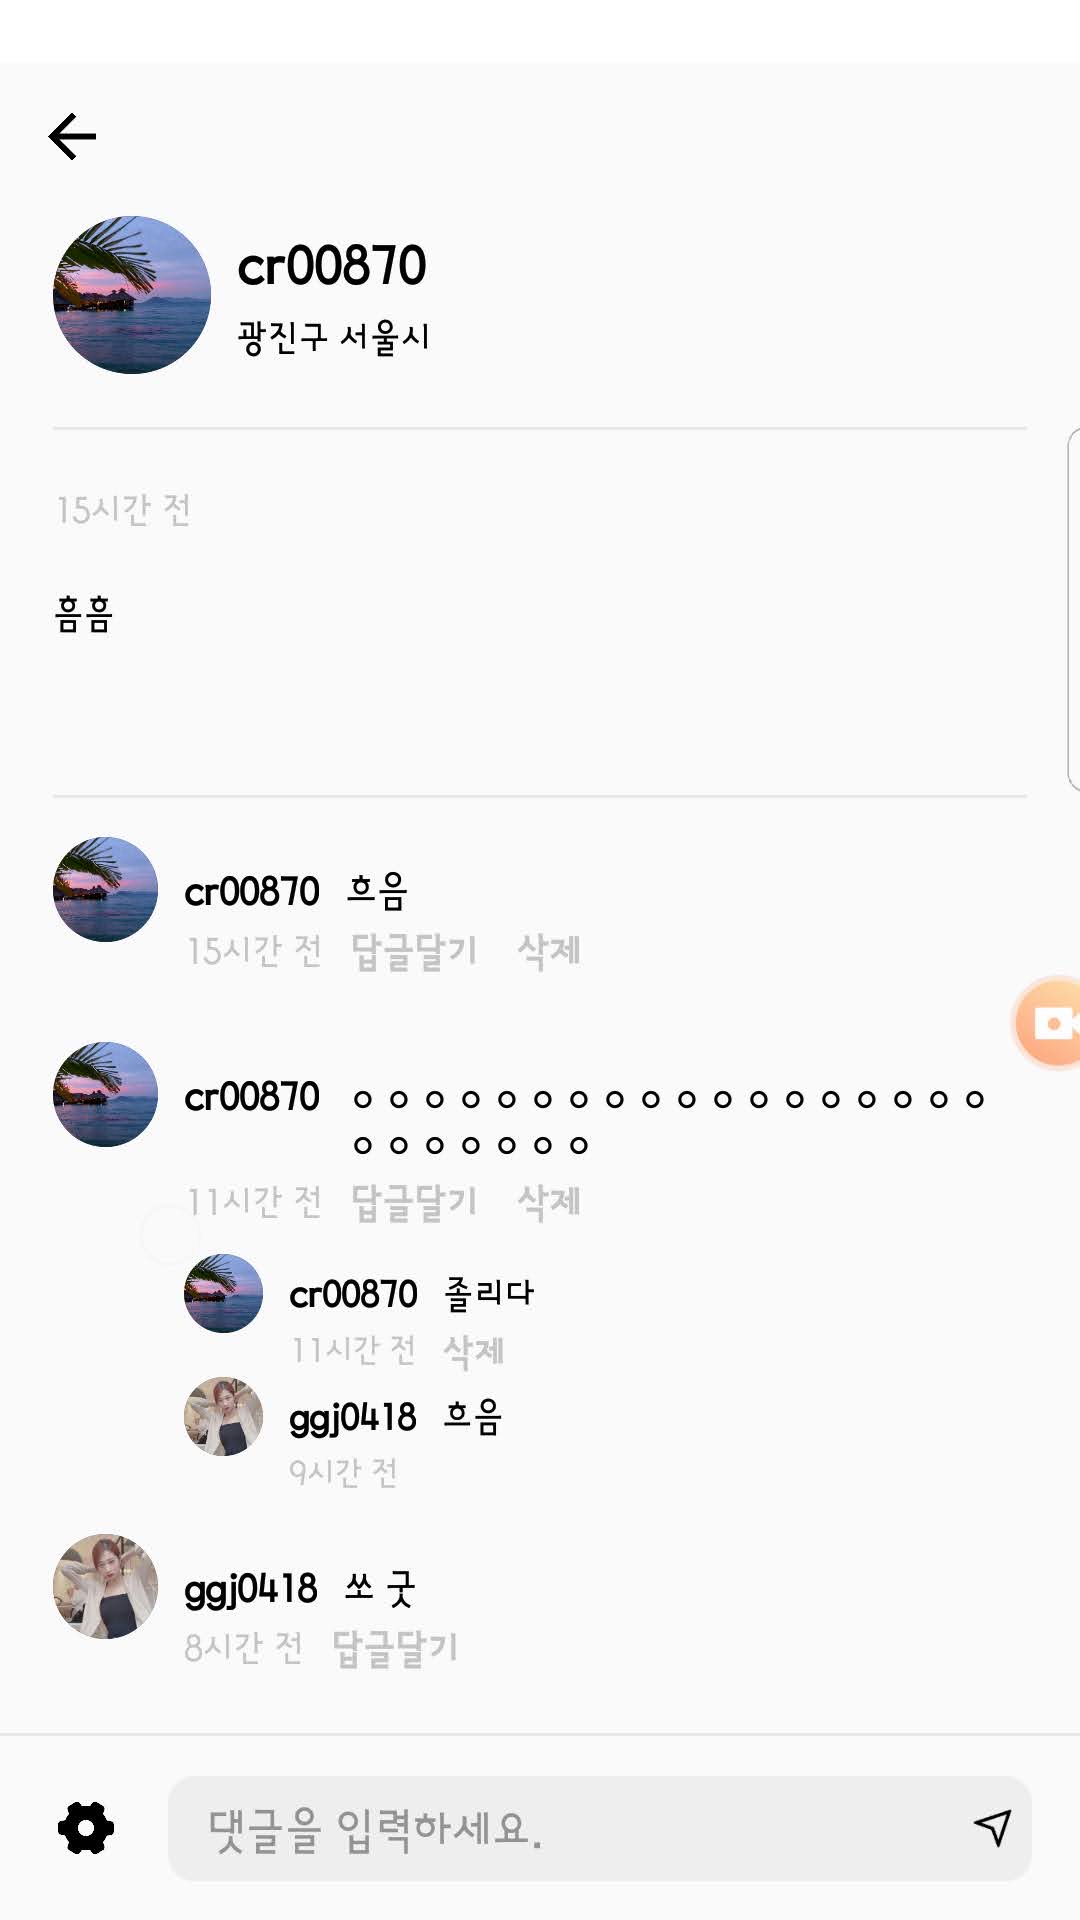 cr00870
광진구 서울시
15시간 전
흠흠
cr00870 흐음
15시간 전 답글달기 삭제
cr00870 ㅇㅇㅇㅇㅇㅇㅇㅇㅇㅇㅇㅇㅇㅇㅇㅇㅇㅇ
ㅇㅇㅇㅇㅇㅇㅇ
11시간 전 답글달기 삭제
cr00870 졸리다
11시간 전 삭제
ggj0418 흐음
9시간 전
ggj0418 쏘 굿
8시간 전 답글달기
댓글을 입력하세요.